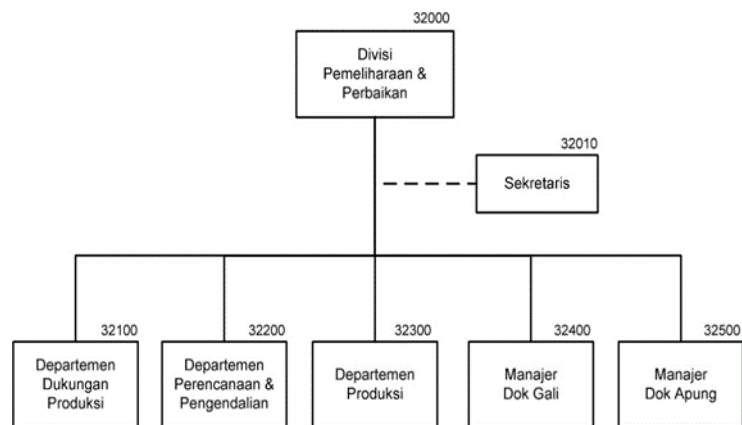 32000
Divisi
Pemeliharaan &
Perbaikan
32010
Sekretaris
32100
Departemen
Dukungan
Produksi
32200
Departemen
Perencanaan &
Pengendalian
32300
Departemen
Produksi
32400
Manajer
Dok Gali
32500
Manajer
Dok Apung